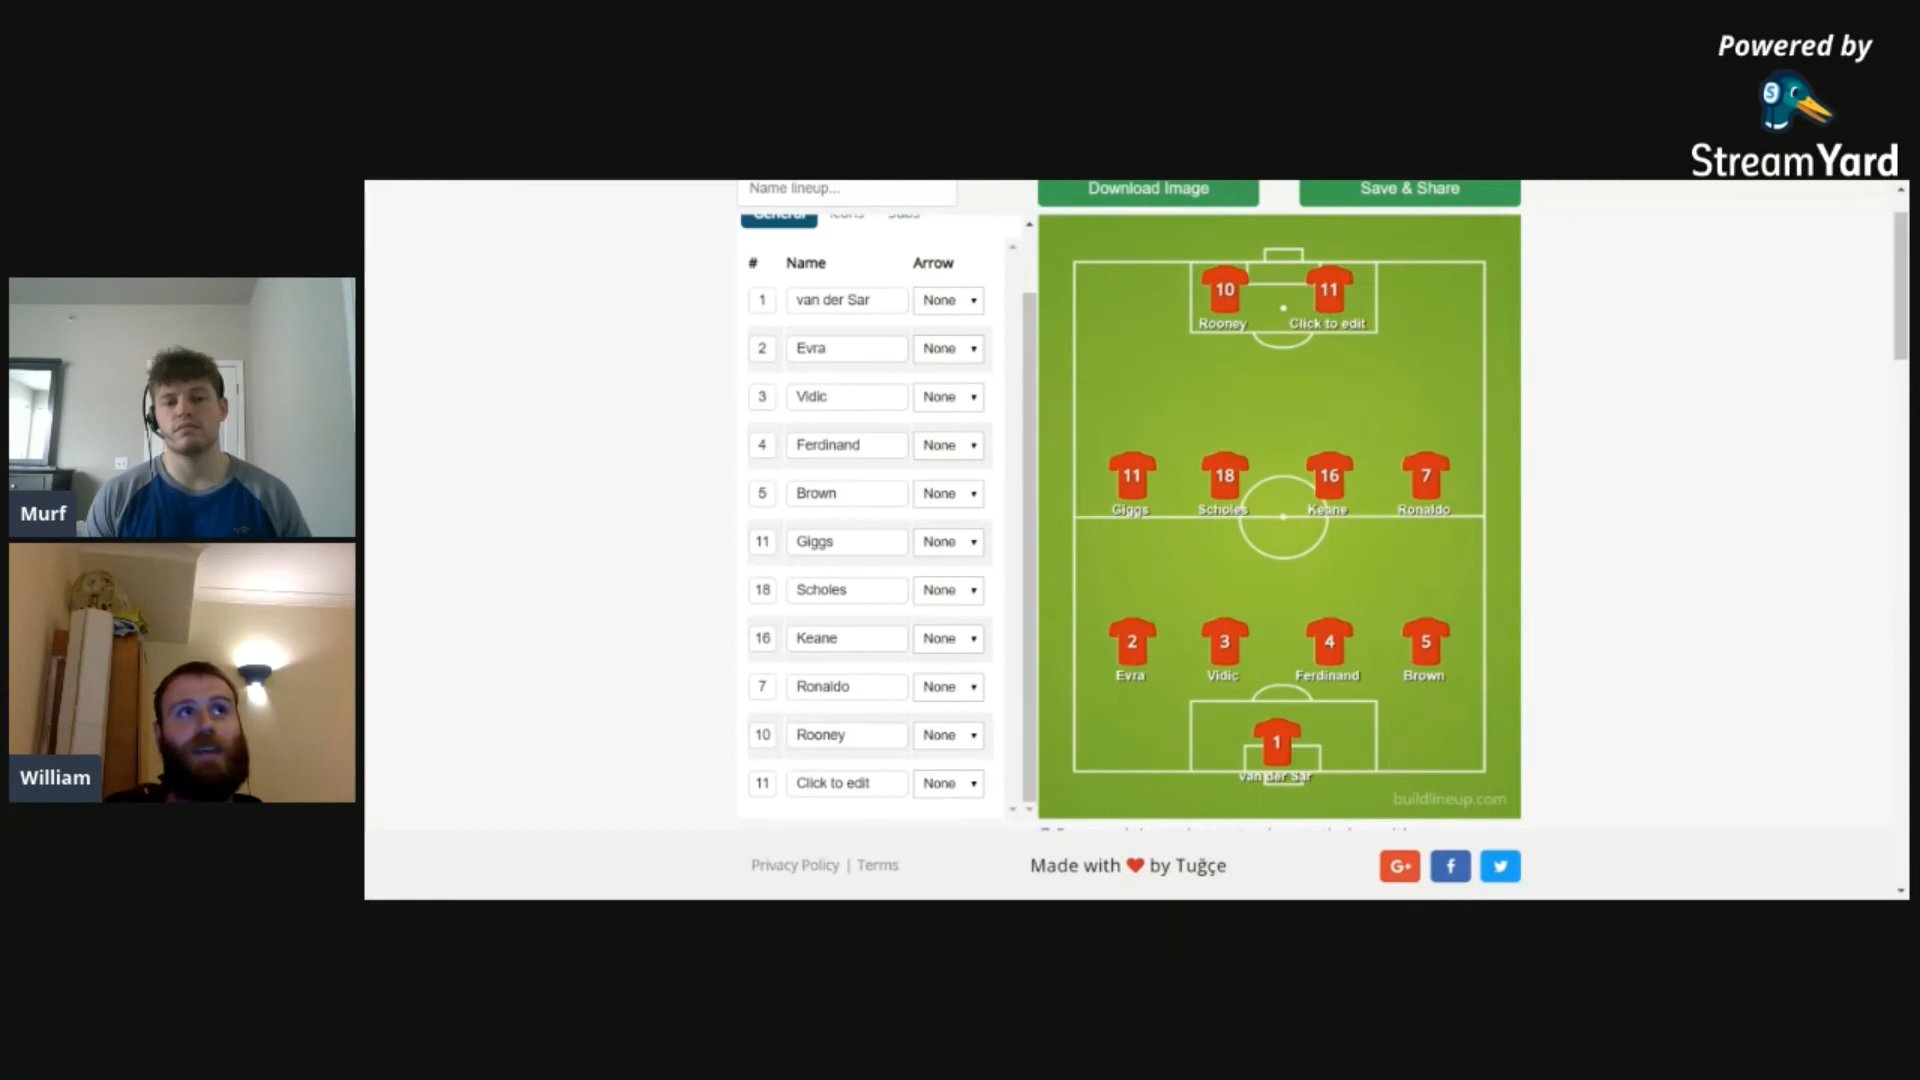 Powered by
StreamYard
Name lineup...
Download Image
Save & Share
General Icons Subs
# Name Arrow
1 van der Sar None
2 Evra None
3 Vidic None
4 Ferdinand None
5 Brown None
11 Giggs None
18 Scholes None
16 Keane None
7 Ronaldo None
10 Rooney None
11 Click to edit None
10 11
Rooney Click to edit
11 18 16 7
Giggs Scholes Keane Ronaldo
2 3 4 5
Evra Vidic Ferdinand Brown
1
van der Sar
buildlineup.com
Murf
William
Privacy Policy | Terms
Made with ❤ by Tuğçe
G+ f